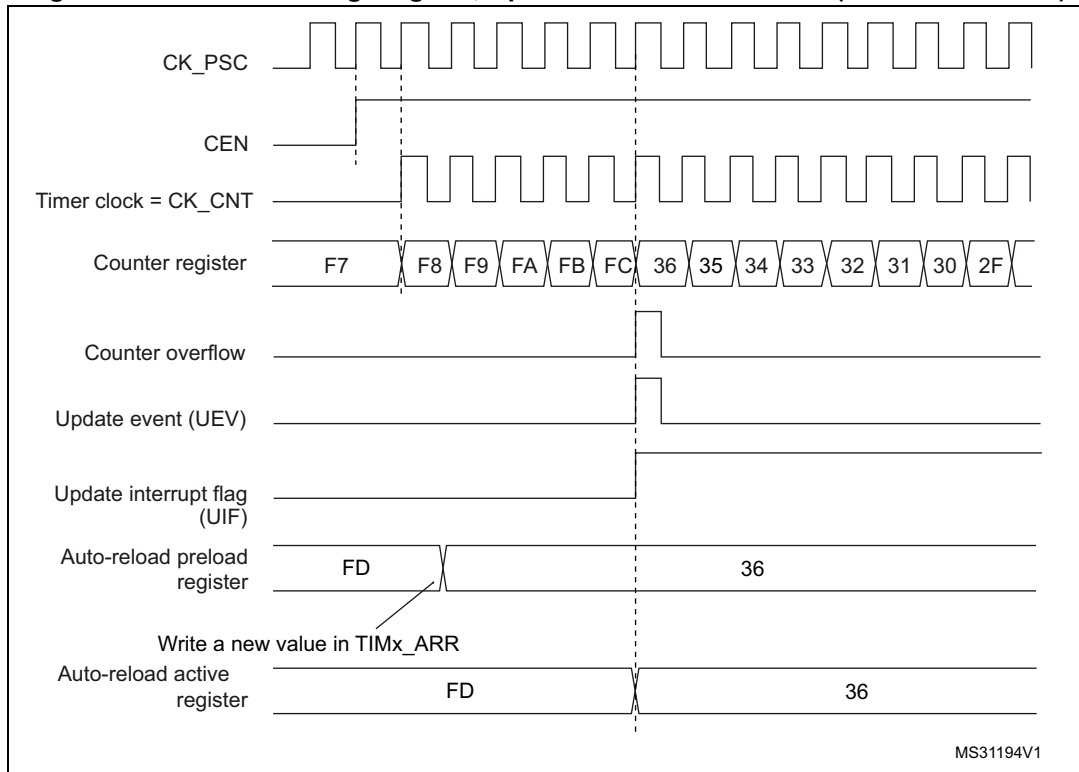 CK_PSC
CEN
Timer clock = CK_CNT
Counter register
F7 F8 F9 FA FB FC 36 35 34 33 32 31 30 2F
Counter overflow
Update event (UEV)
Update interrupt flag
(UIF)
Auto-reload preload
register
FD 36
Write a new value in TIMx_ARR
Auto-reload active
register
FD 36
MS31194V1